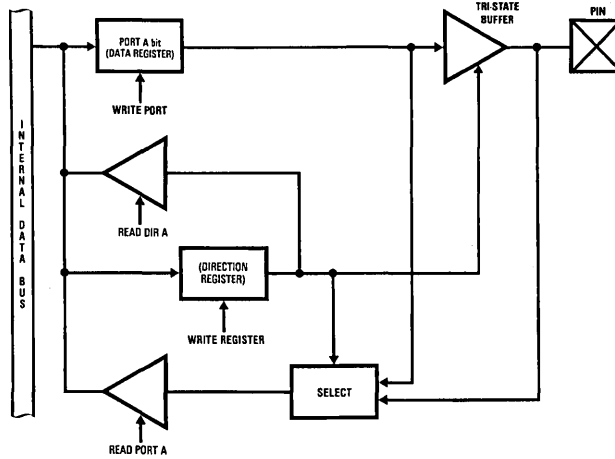 TRI-STATE
BUFFER
PIN
PORT A bit
(DATA REGISTER)
WRITE PORT
INTERNAL DATA BUS
READ DIR A
(DIRECTION
REGISTER)
WRITE REGISTER
SELECT
READ PORT A